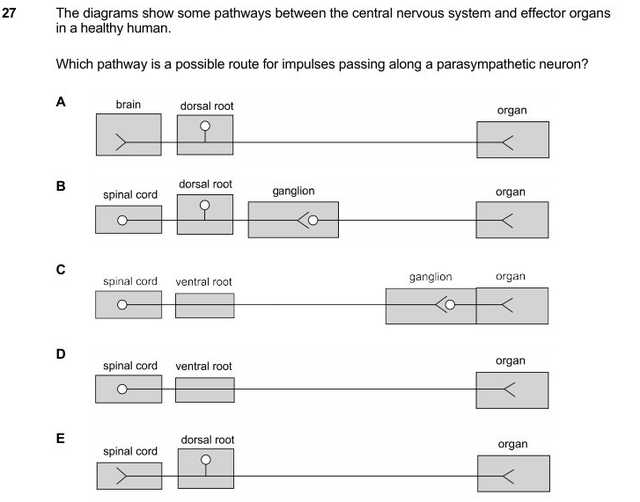 27 The diagrams show some pathways between the central nervous system and effector organs
in a healthy human.
Which pathway is a possible route for impulses passing along a parasympathetic neuron?
A brain dorsal root organ
B spinal cord dorsal root ganglion organ
C spinal cord ventral root ganglion organ
D spinal cord ventral root organ
E spinal cord dorsal root organ